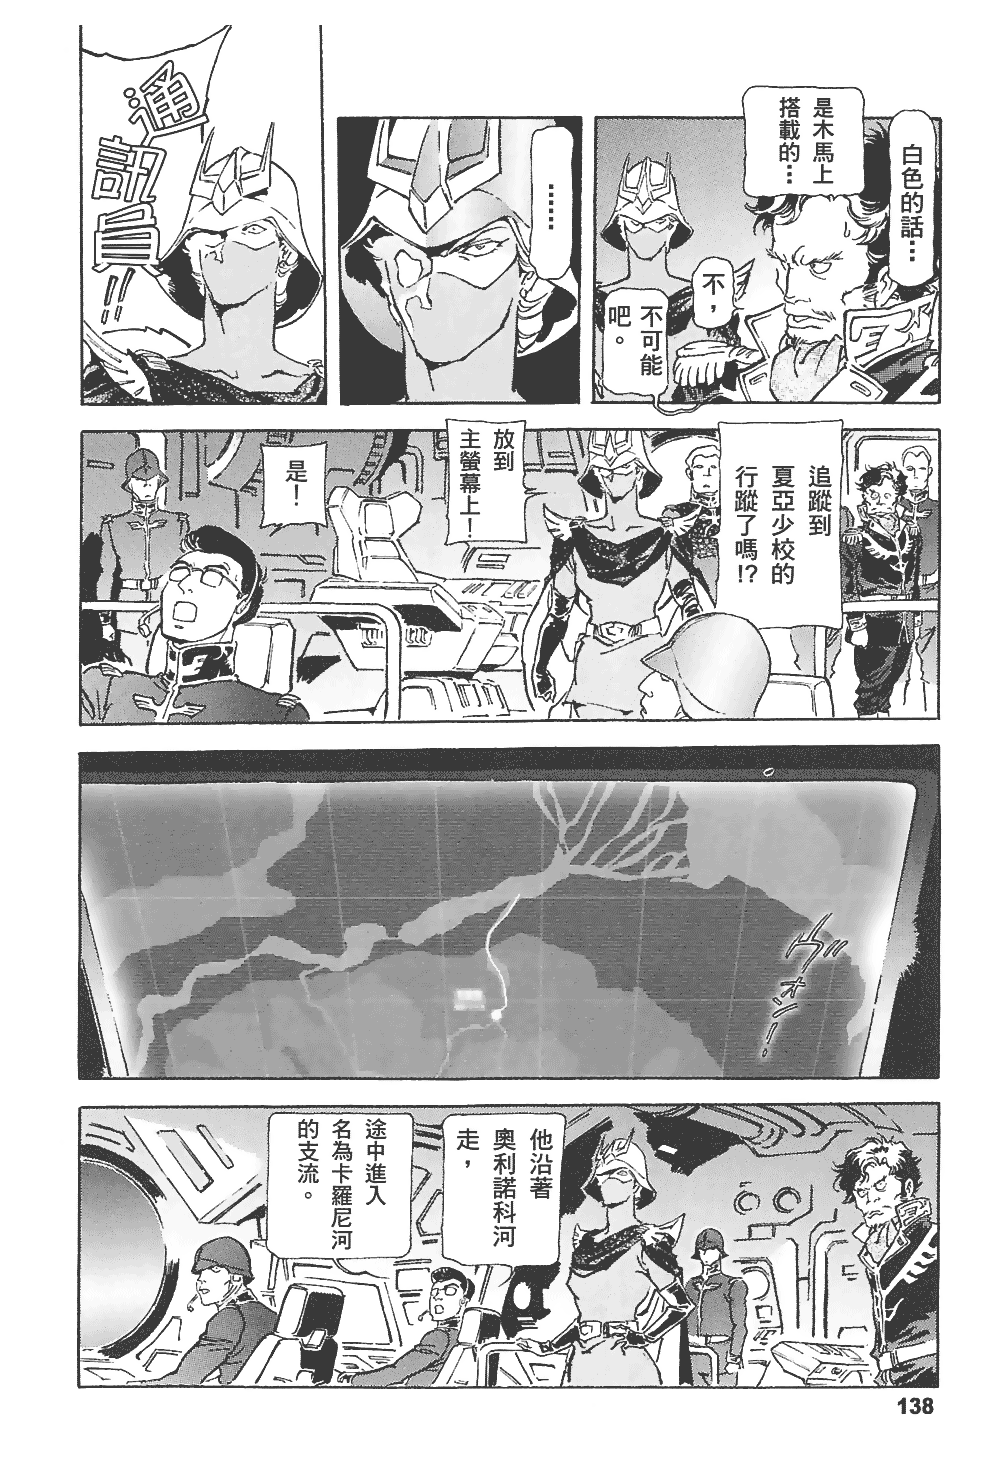 白色的話…
是木馬上
搭載的…
不，
不可能
吧。
……
通
訊
員!!
追蹤到
夏亞少校的
行蹤了嗎!?
放到
主螢幕上！
是！
ヴオン！
他沿著
奧利諾科河
走，
途中進入
名為卡羅尼河
的支流。
138